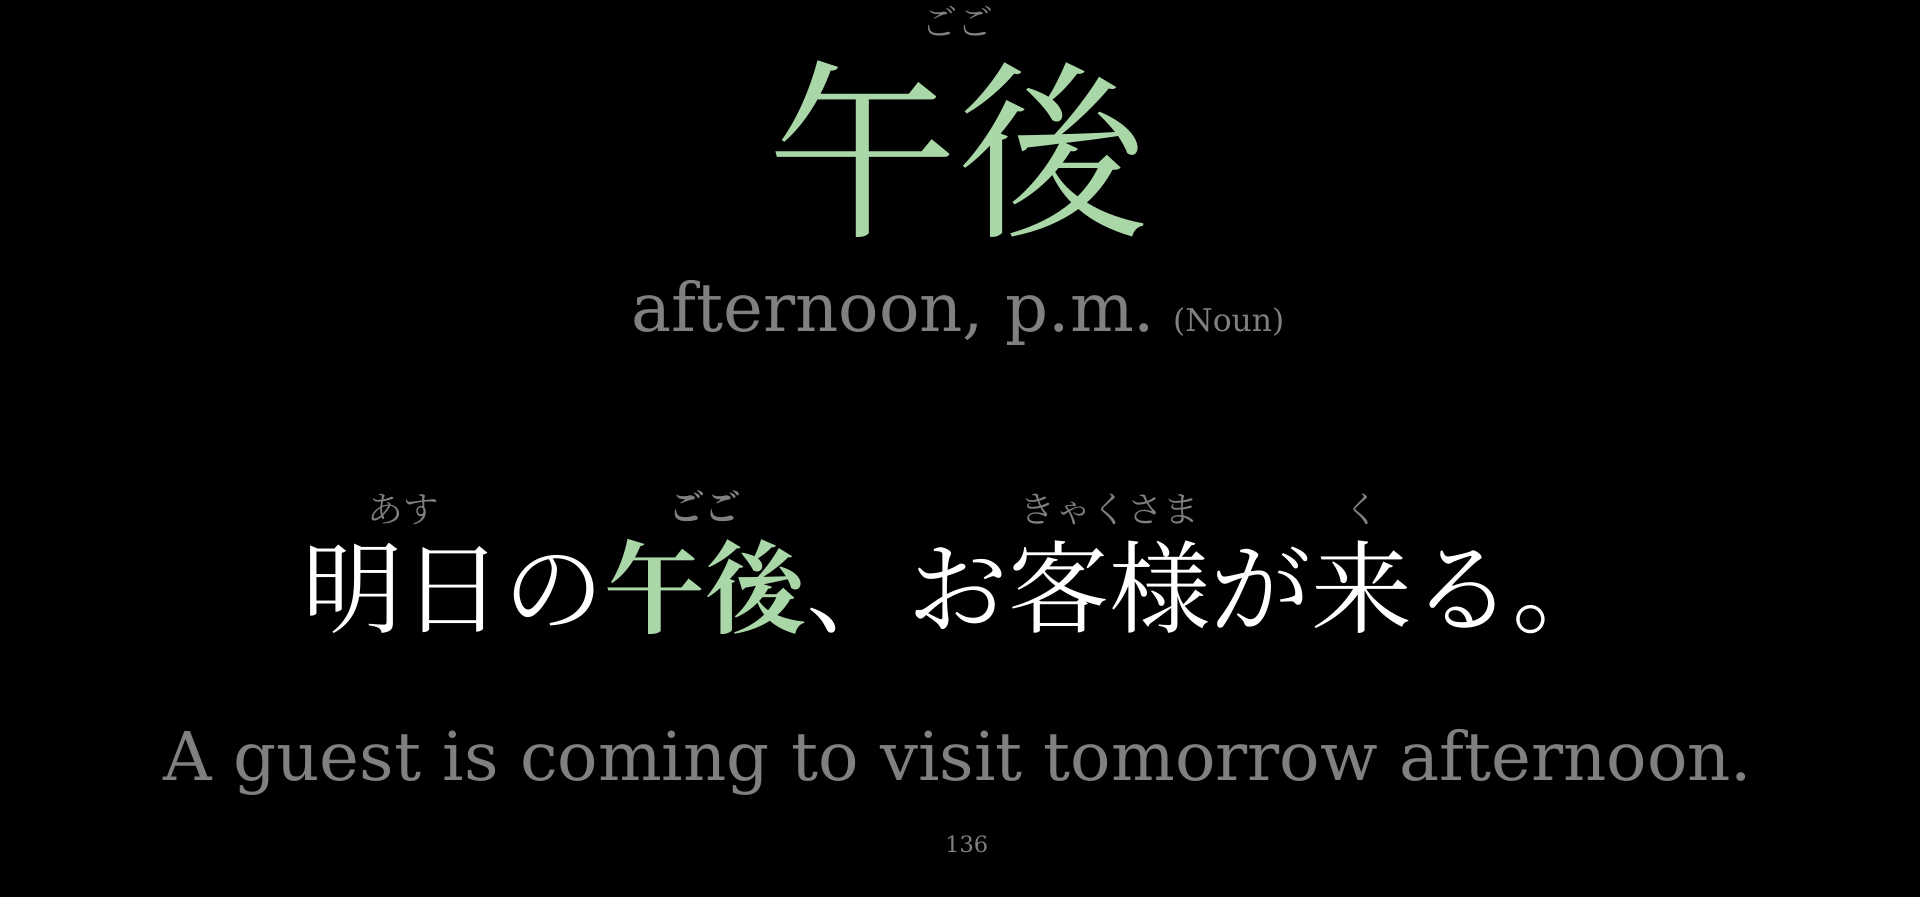 ごご
午後
afternoon, p.m. (Noun)
あす ごご きゃくさま く
明日の午後、お客様が来る。
A guest is coming to visit tomorrow afternoon.
136